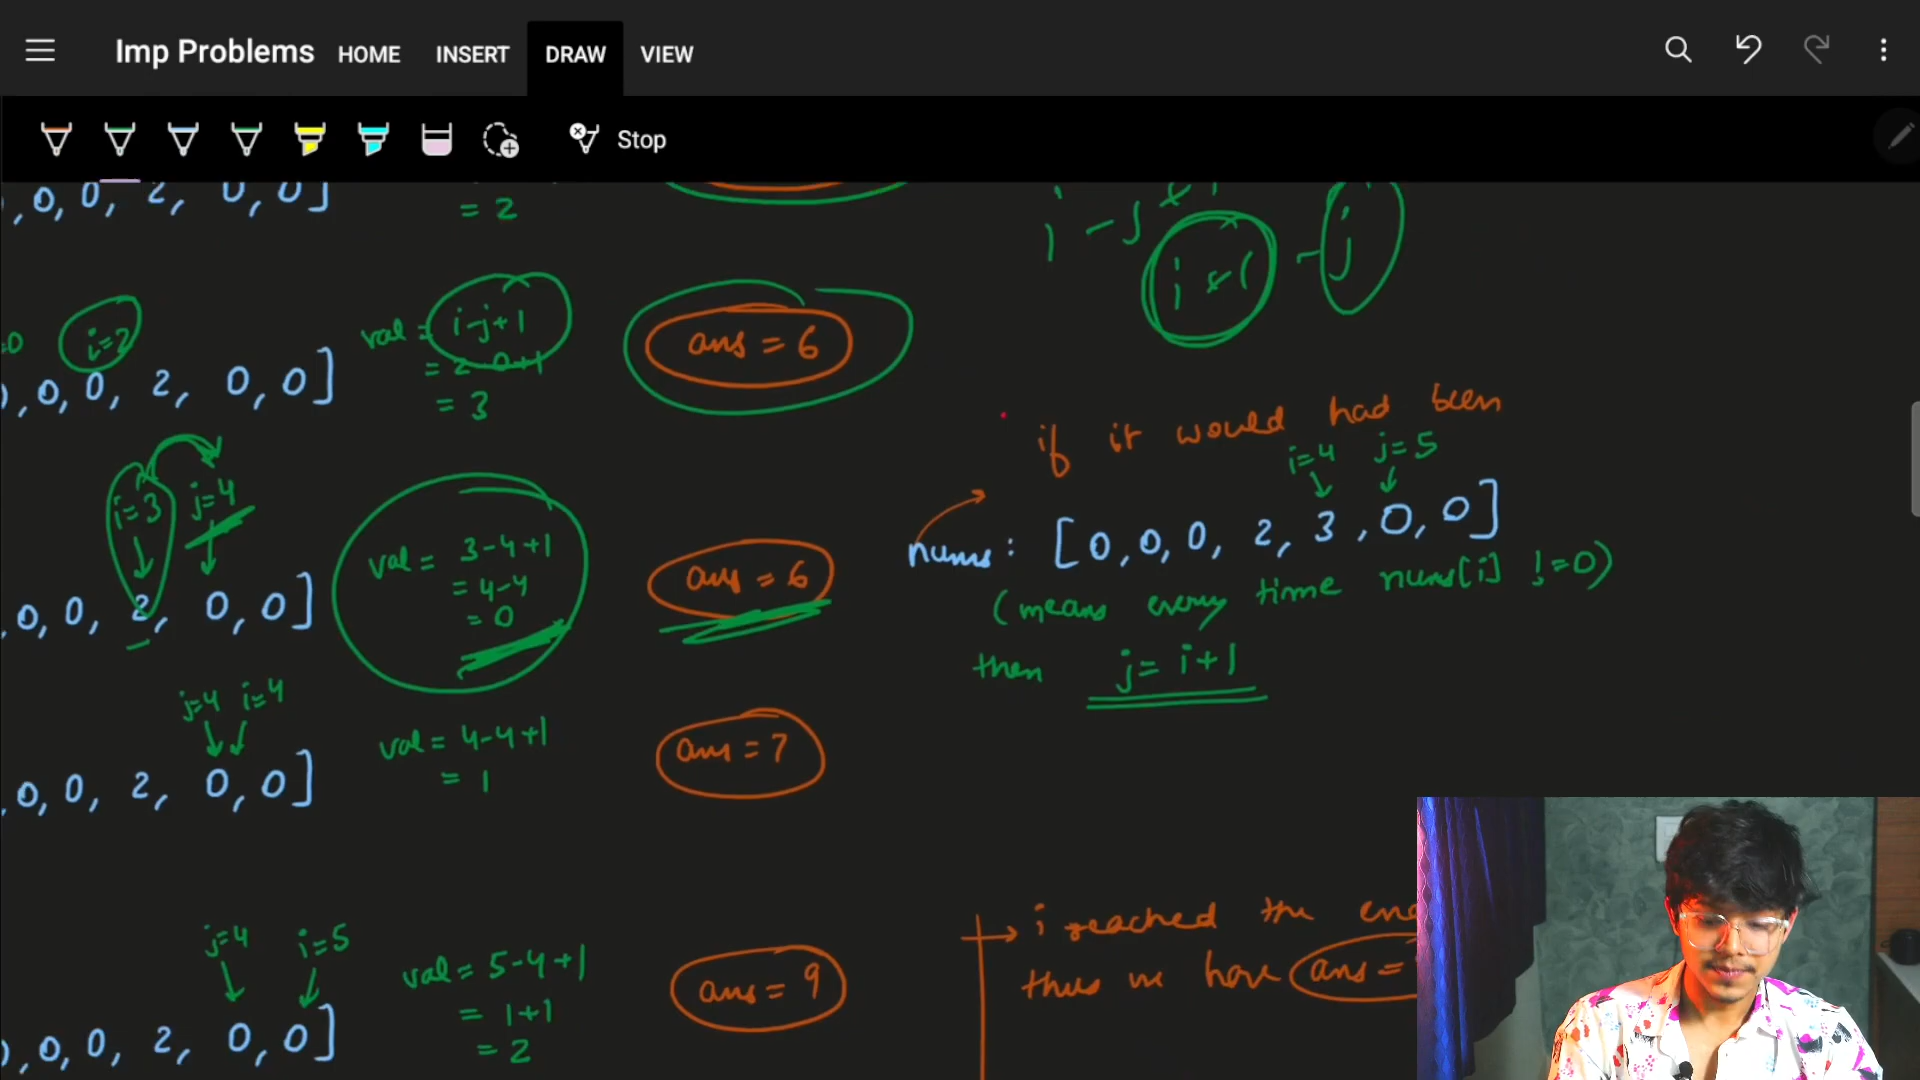 Imp Problems HOME INSERT DRAW VIEW
Stop
, 0, 0, 2, 0, 0]
= 2
i - j + 1
i + 1 - j
=0 i=2
val = i-j+1
= 2-0+1
= 3
, 0, 0, 2, 0, 0]
ans = 6
if it would had been
i=4 j=5
nums : [0, 0, 0, 2, 3, 0, 0]
(means every time nums[i] !=0)
then j= i+1
i=3 j=4
val = 3-4+1
= 4-4
= 0
, 0, 0, 2, 0, 0]
ans = 6
j=4 i=4
val = 4-4+1
= 1
, 0, 0, 2, 0, 0]
ans = 7
j=4 i=5
val = 5-4+1
= 1+1
= 2
), 0, 0, 2, 0, 0]
ans = 9
→ i reached the
thus we have ans =